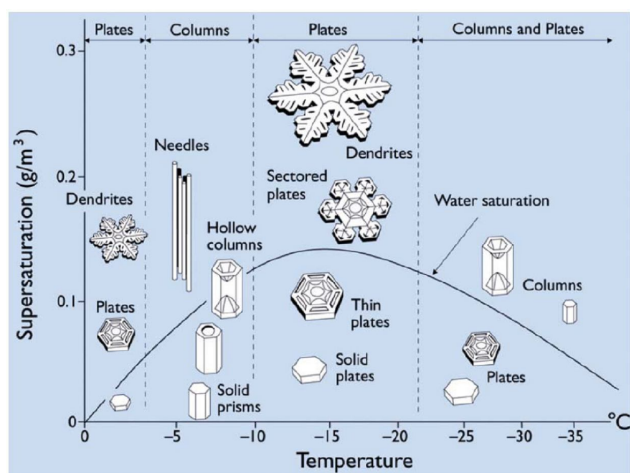 Plates
Columns
Plates
Columns and Plates
0.3
0.2
0.1
0
Supersaturation (g/m³)
Dendrites
Needles
Sectored
plates
Dendrites
Water saturation
Hollow
columns
Columns
Plates
Thin
plates
Solid
plates
Plates
Solid
prisms
°C
0
−5
−10
−15
−20
−25
−30
−35
Temperature